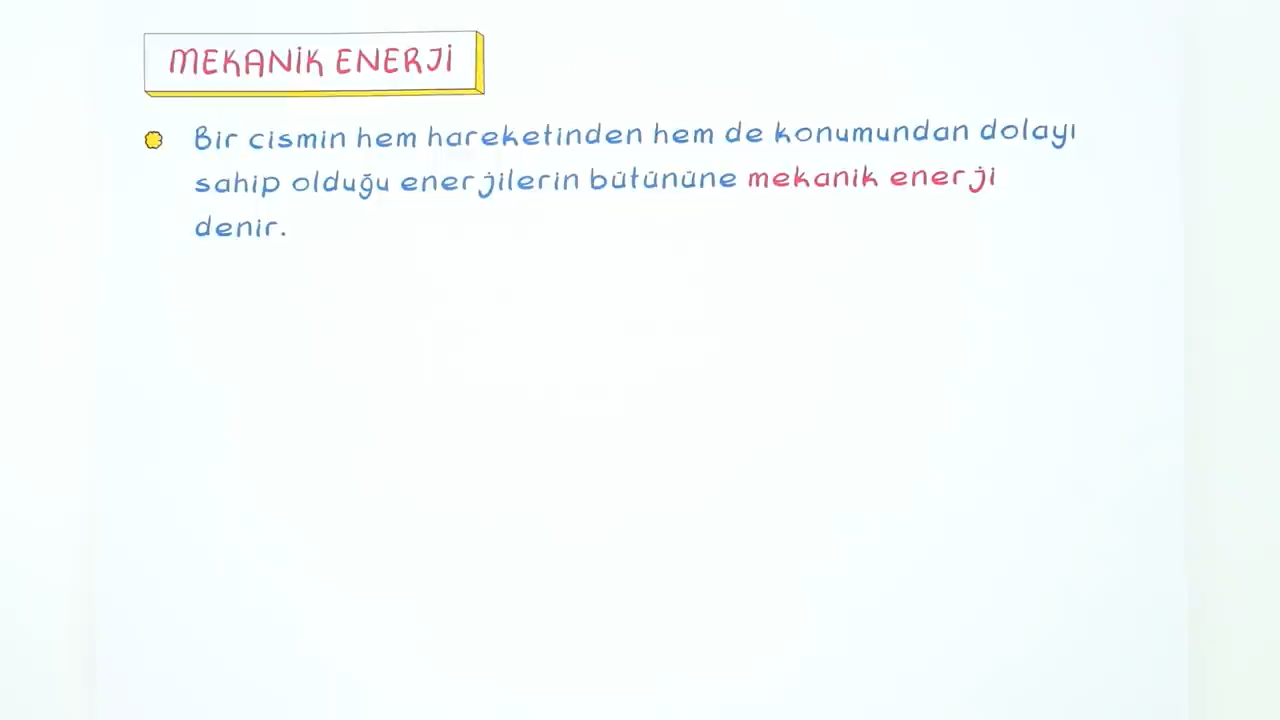 MEKANİK ENERJİ
Bir cismin hem hareketinden hem de konumundan dolayı
sahip olduğu enerjilerin bütününe mekanik enerji
denir.